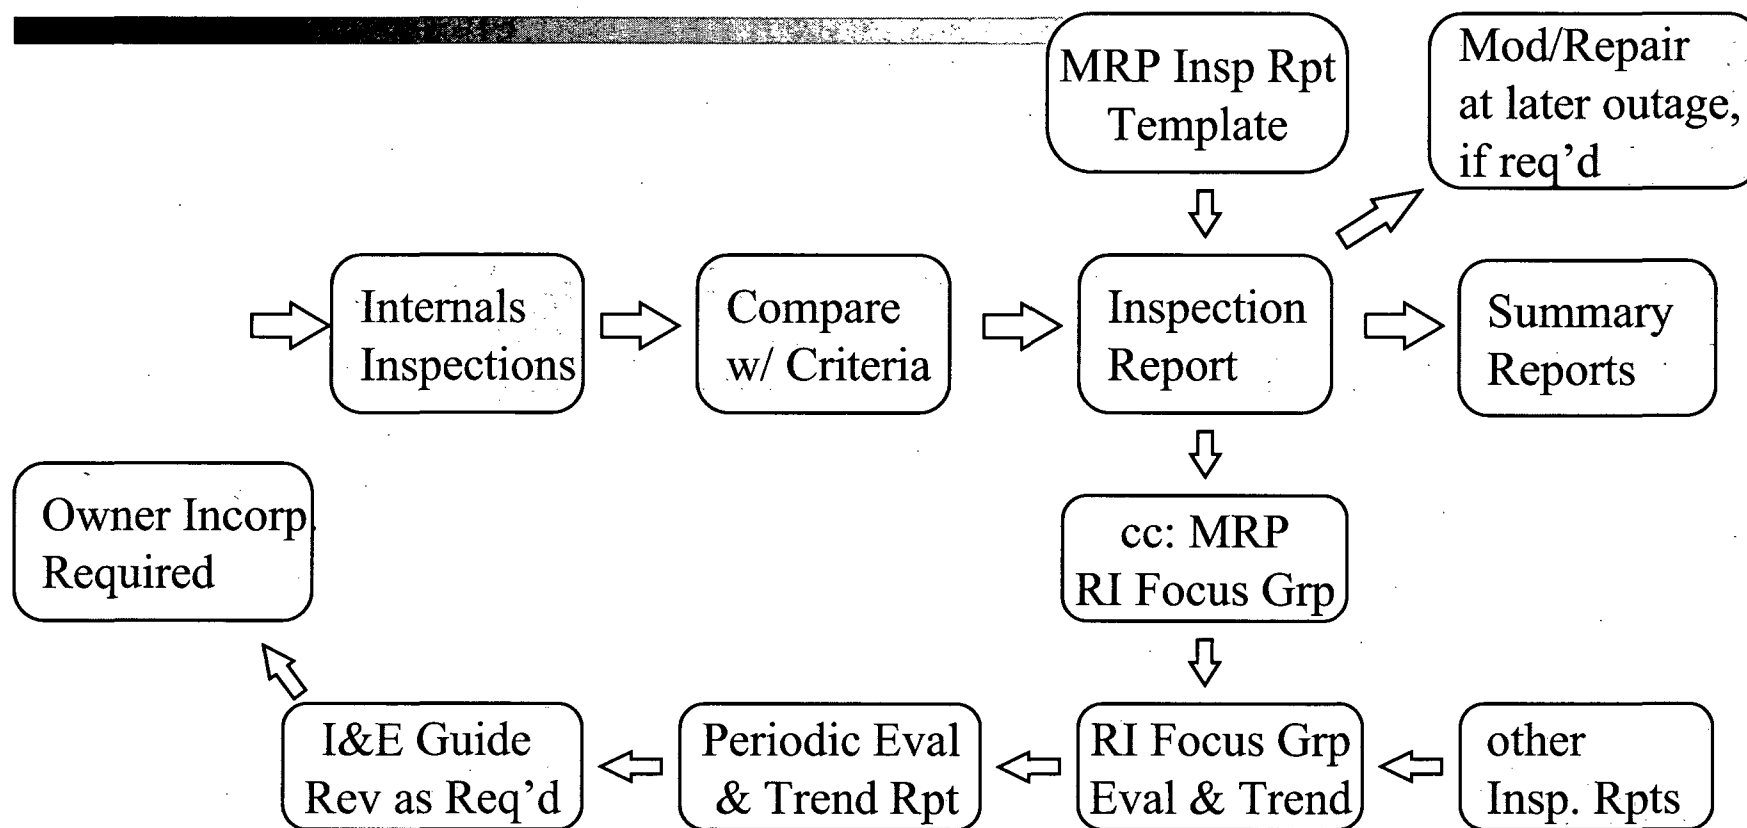 MRP Insp Rpt
Template
Mod/Repair
at later outage,
if req’d
Internals
Inspections
Compare
w/ Criteria
Inspection
Report
Summary
Reports
Owner Incorp.
Required
cc: MRP
RI Focus Grp
I&E Guide
Rev as Req’d
Periodic Eval
& Trend Rpt
RI Focus Grp
Eval & Trend
other
Insp. Rpts